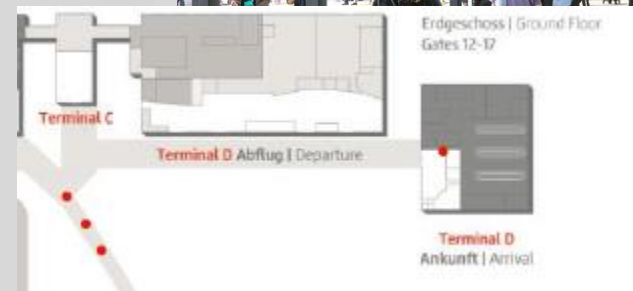 Erdgeschoss | Ground Floor
Gates 12-17
Terminal C
Terminal D Abflug | Departure
Terminal D
Ankunft | Arrival